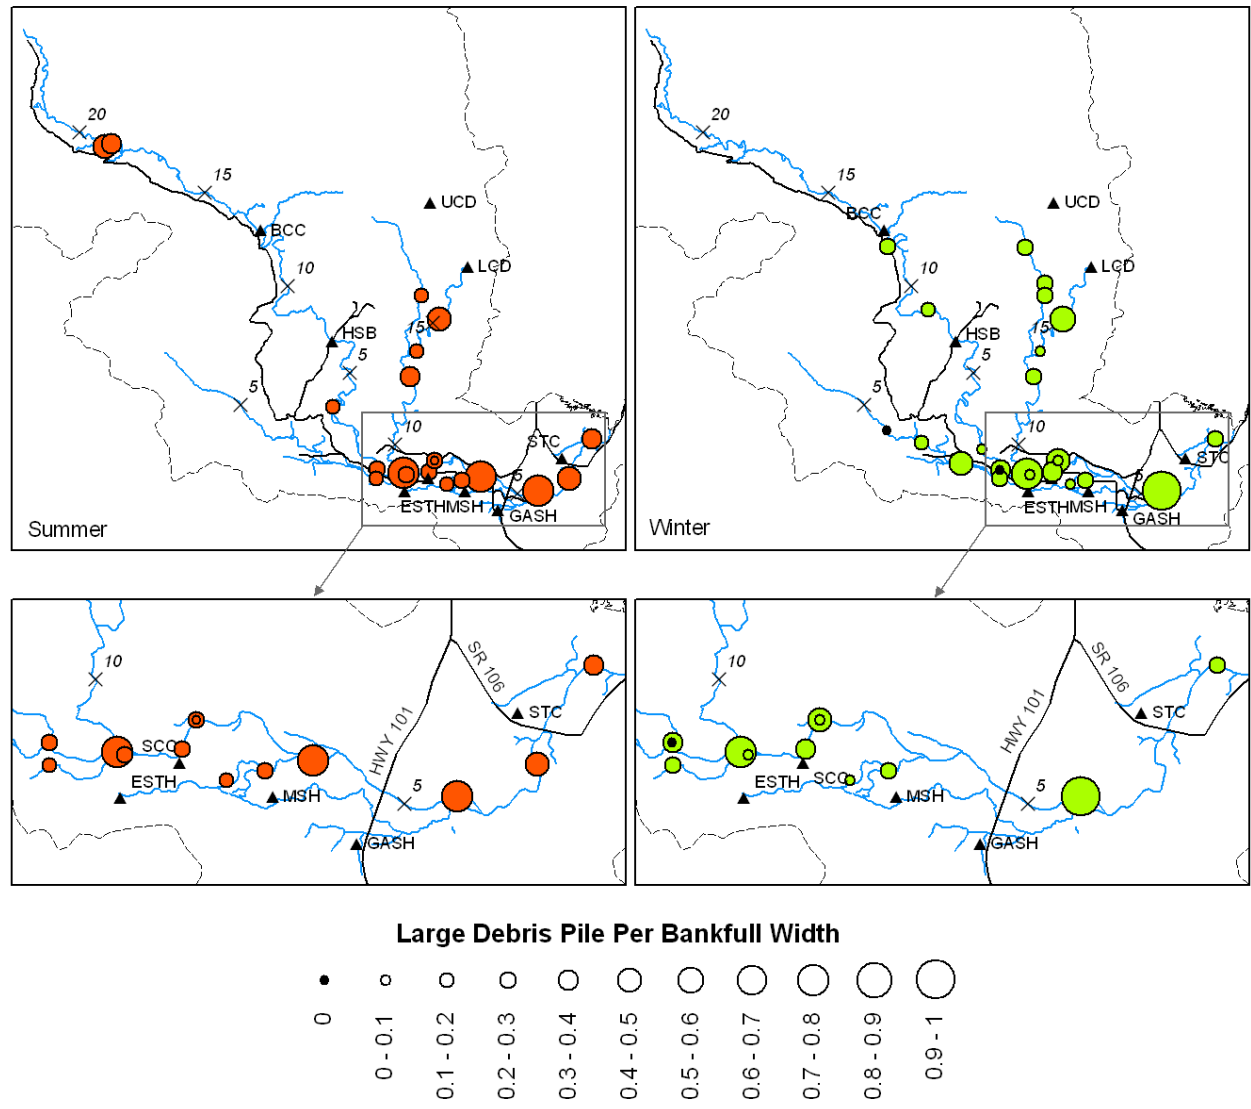 20
15
UCD
BCC
LCD
10
15
HSB
5
5
10
STC
5
ESTH
MSH
GASH
Summer
20
15
UCD
BCC
LCD
10
15
HSB
5
5
10
STC
5
ESTH
MSH
GASH
Winter
SR 106
10
STC
HWY 101
SCC
ESTH
5
MSH
GASH
SR 106
10
STC
HWY 101
ESTH
SCC
5
MSH
GASH
Large Debris Pile Per Bankfull Width
0
0 - 0.1
0.1 - 0.2
0.2 - 0.3
0.3 - 0.4
0.4 - 0.5
0.5 - 0.6
0.6 - 0.7
0.7 - 0.8
0.8 - 0.9
0.9 - 1